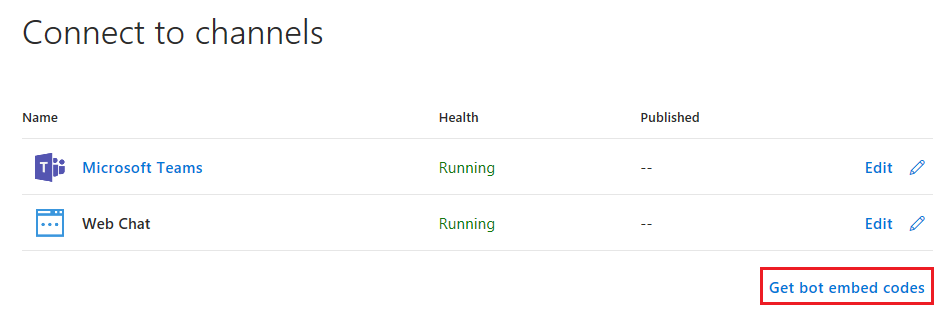 Connect to channels
Name Health Published
T Microsoft Teams Running -- Edit
Web Chat Running -- Edit
Get bot embed codes